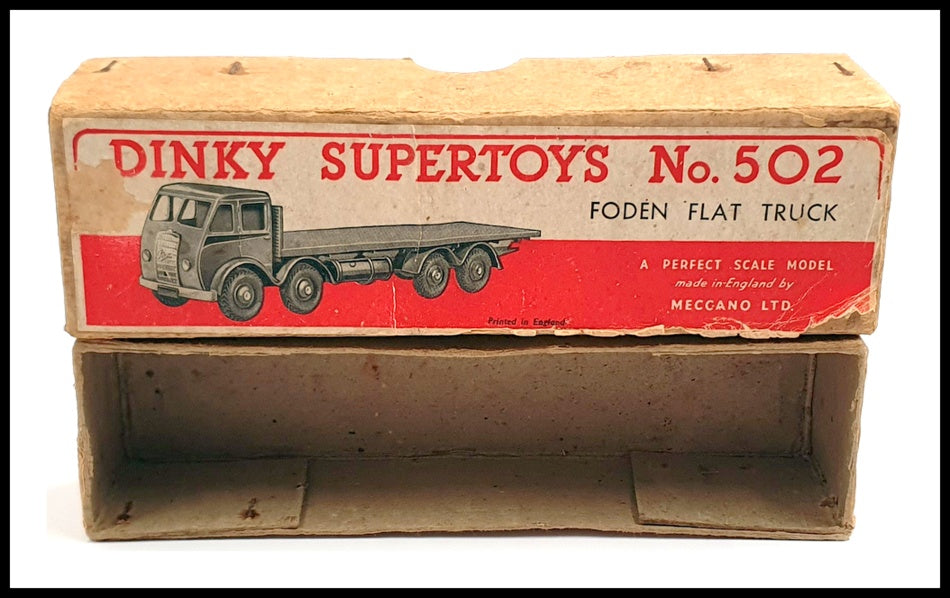 DINKY SUPERTOYS No. 502
FODEN FLAT TRUCK
A PERFECT SCALE MODEL
made in England by
MECCANO LTD.
Printed in England